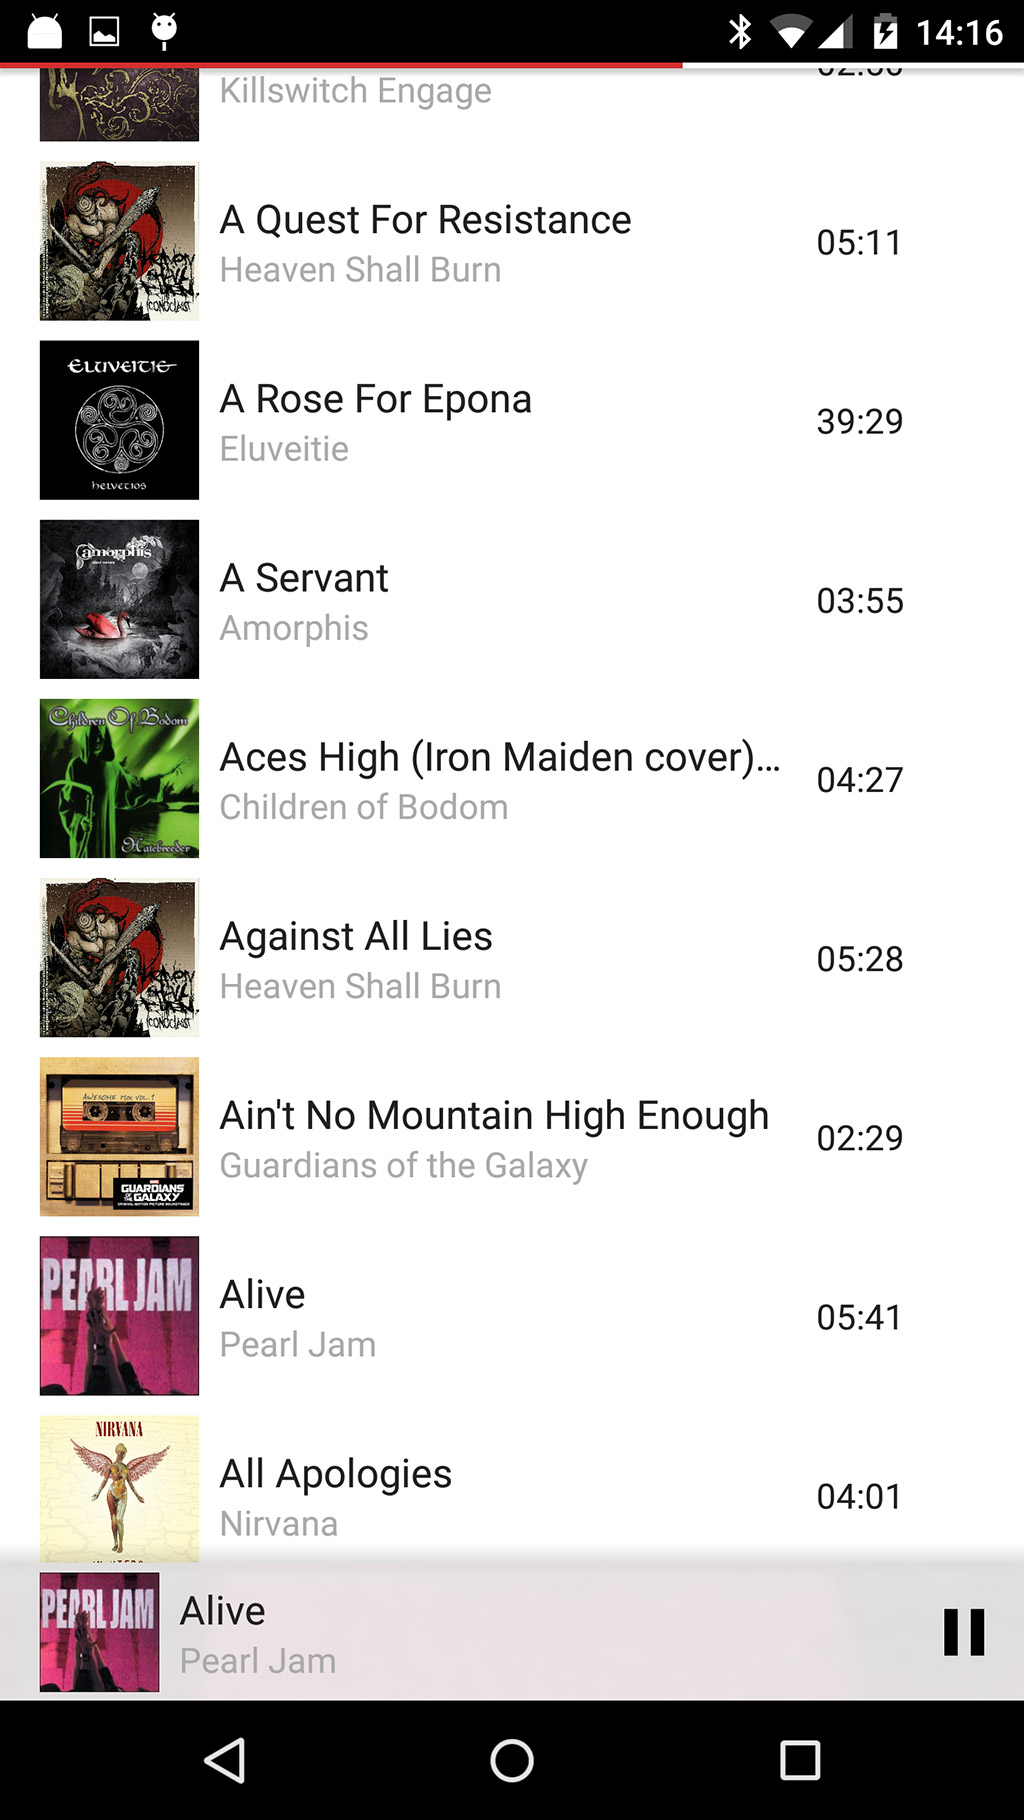 14:16
Killswitch Engage
A Quest For Resistance
05:11
Heaven Shall Burn
CONOCLAST
A Rose For Epona
39:29
Eluveitie
ELUVEITIE
HELVETIOS
A Servant
03:55
Amorphis
amorphis
Aces High (Iron Maiden cover)...
04:27
Children of Bodom
Children Of Bodom
Hatebreeder
Against All Lies
05:28
Heaven Shall Burn
CONOCLAST
Ain't No Mountain High Enough
02:29
Guardians of the Galaxy
AWESOME MIX VOL. 1
GUARDIANS
OF THE GALAXY
Alive
05:41
Pearl Jam
PEARL JAM
All Apologies
04:01
Nirvana
NIRVANA
Alive
Pearl Jam
PEARL JAM